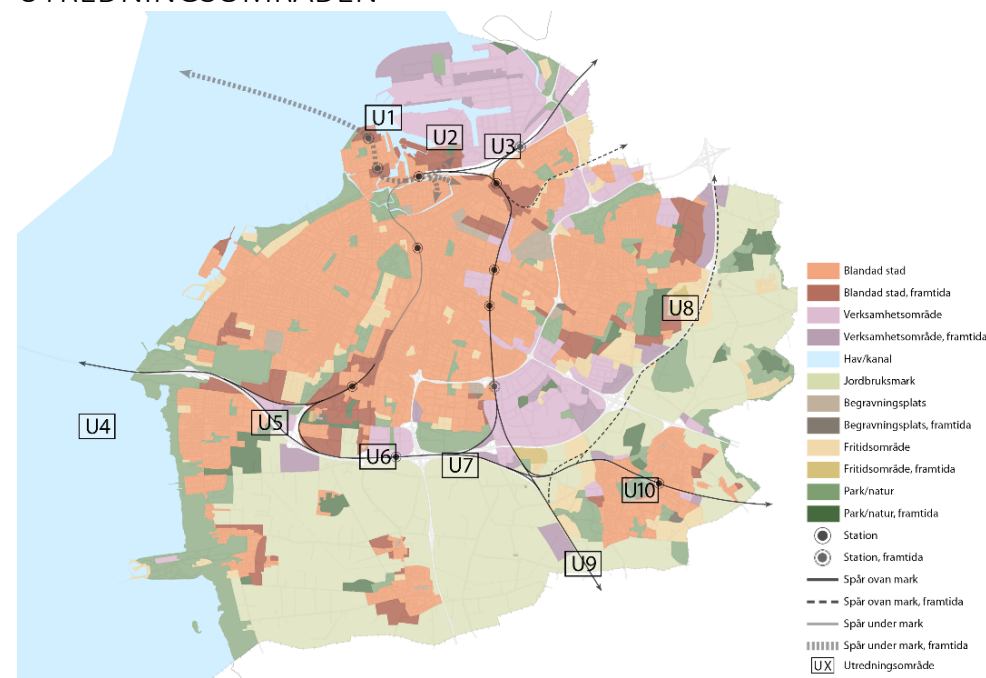 UTREDNINGSOMRÅDEN
U1
U2
U3
U4
U5
U6
U7
U8
U9
U10
Blandad stad
Blandad stad, framtida
Verksamhetsområde
Verksamhetsområde, framtida
Hav/kanal
Jordbruksmark
Begravningsplats
Begravningsplats, framtida
Fritidsområde
Fritidsområde, framtida
Park/natur
Park/natur, framtida
Station
Station, framtida
Spår ovan mark
Spår ovan mark, framtida
Spår under mark
Spår under mark, framtida
UX Utredningsområde